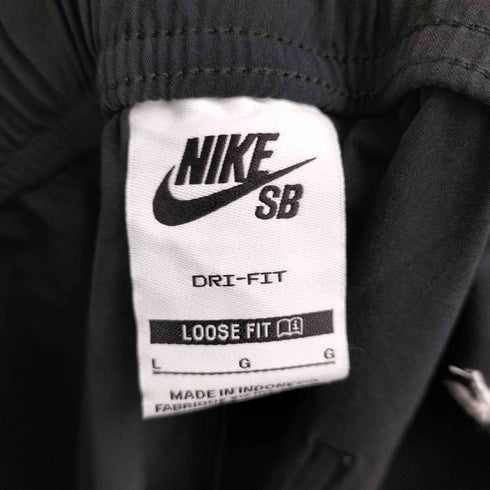 NIKE
SB
DRI-FIT
LOOSE FIT
L G G
MADE IN INDONESIA